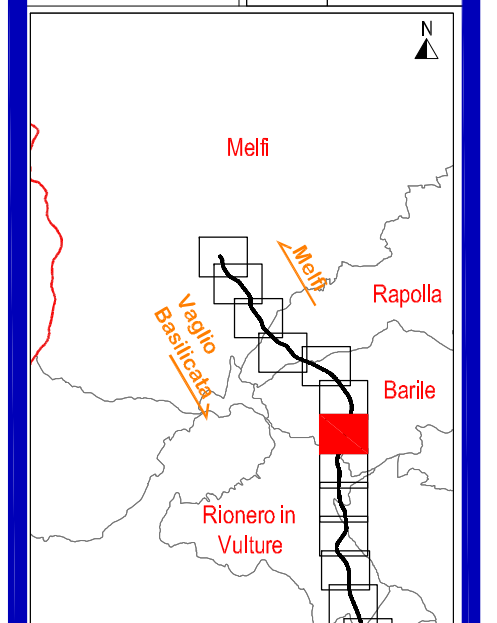 N
Melfi
Melfi
Rapolla
Vaglio
Basilicata
Barile
Rionero in
Vulture